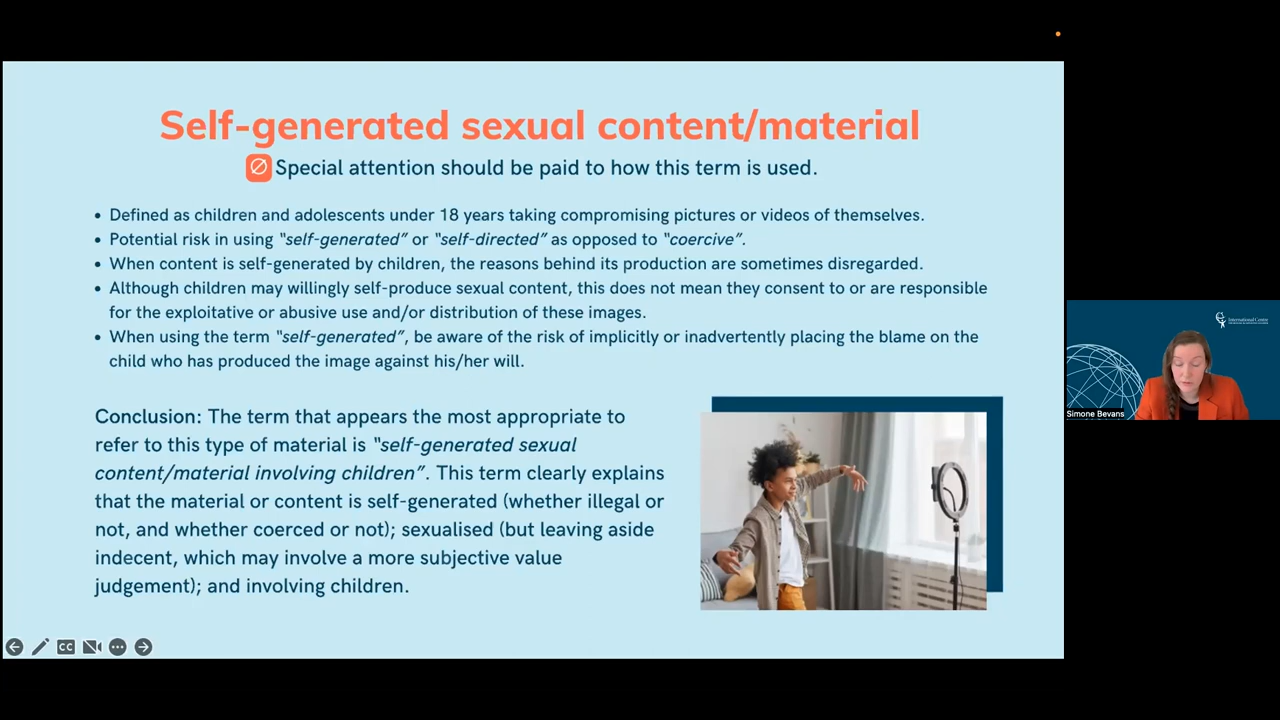 Self-generated sexual content/material
Special attention should be paid to how this term is used.
• Defined as children and adolescents under 18 years taking compromising pictures or videos of themselves.
• Potential risk in using “self-generated” or “self-directed” as opposed to “coercive”.
• When content is self-generated by children, the reasons behind its production are sometimes disregarded.
• Although children may willingly self-produce sexual content, this does not mean they consent to or are responsible
for the exploitative or abusive use and/or distribution of these images.
• When using the term “self-generated”, be aware of the risk of implicitly or inadvertently placing the blame on the
child who has produced the image against his/her will.
Conclusion: The term that appears the most appropriate to
refer to this type of material is “self-generated sexual
content/material involving children”. This term clearly explains
that the material or content is self-generated (whether illegal or
not, and whether coerced or not); sexualised (but leaving aside
indecent, which may involve a more subjective value
judgement); and involving children.
CC
International Centre
Simone Bevans